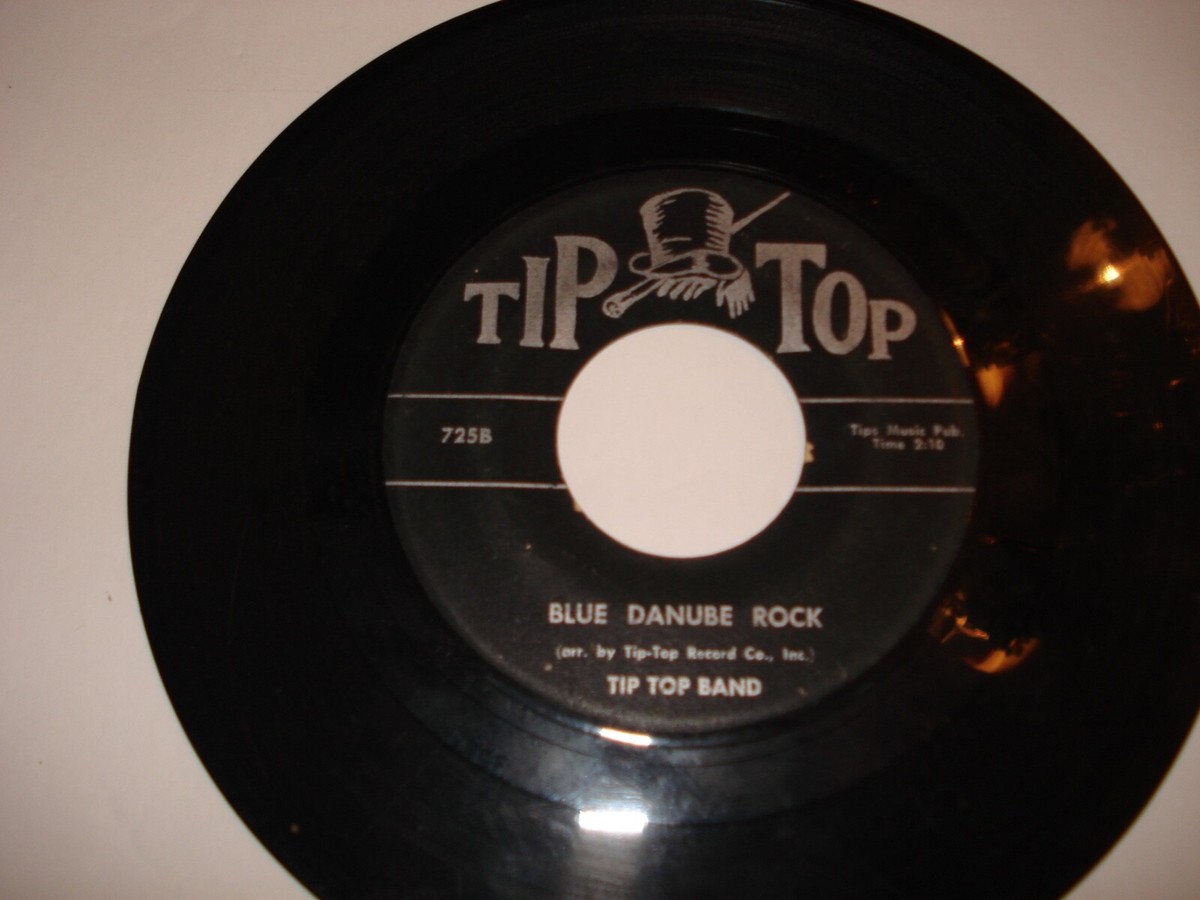 TIP TOP
725B
Tips Music Pub.
Time 2:10
BLUE DANUBE ROCK
(arr. by Tip-Top Record Co., Inc.)
TIP TOP BAND